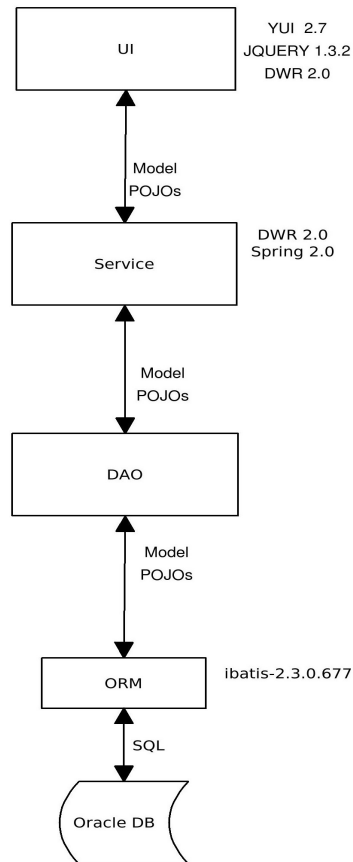 UI
YUI 2.7
JQUERY 1.3.2
DWR 2.0
Model
POJOs
Service
DWR 2.0
Spring 2.0
Model
POJOs
DAO
Model
POJOs
ORM
ibatis-2.3.0.677
SQL
Oracle DB